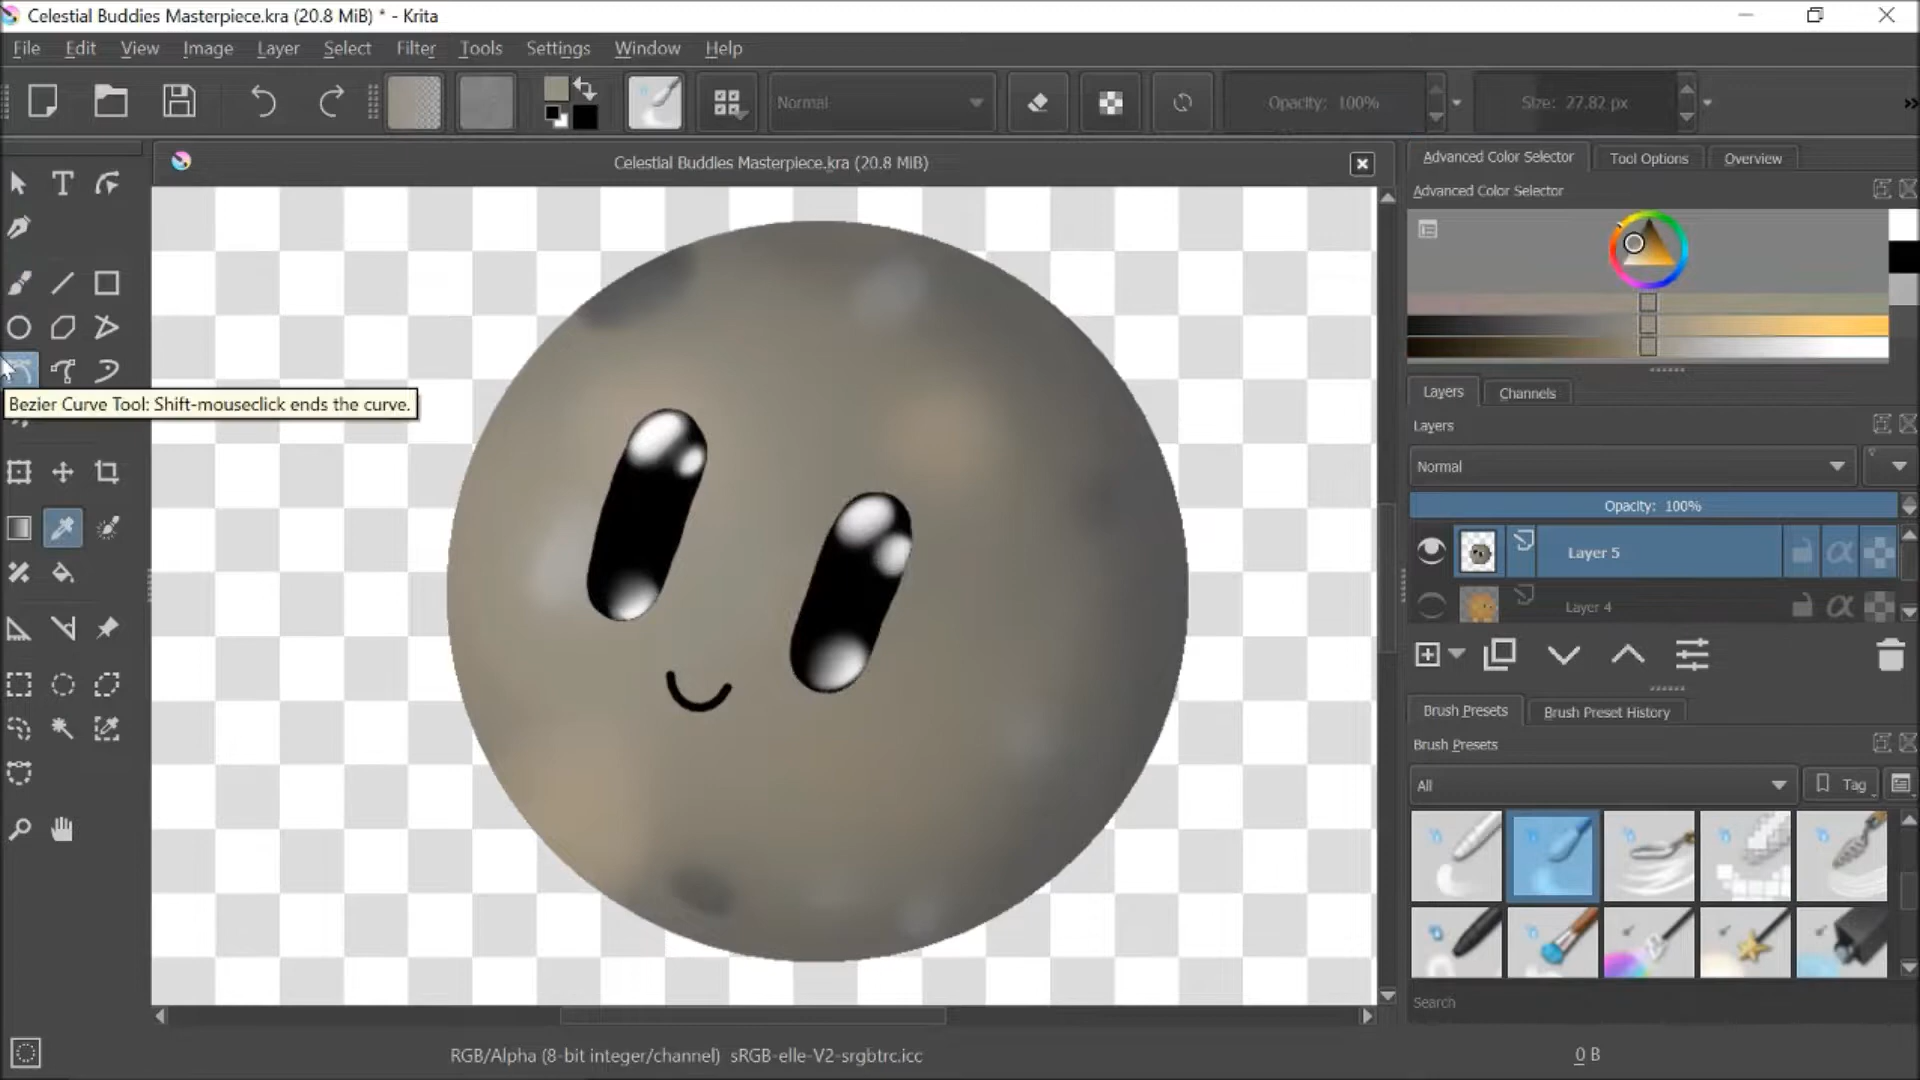 Celestial Buddies Masterpiece.kra (20.8 MiB) * - Krita
File Edit View Image Layer Select Filter Tools Settings Window Help
Normal Opacity: 100% Size: 27.82 px »
Celestial Buddies Masterpiece.kra (20.8 MiB)
Advanced Color Selector Tool Options Overview
Advanced Color Selector
Bezier Curve Tool: Shift-mouseclick ends the curve.
Layers Channels
Layers
Normal
Opacity: 100%
Layer 5
Layer 4
Brush Presets Brush Preset History
Brush Presets
All Tag
Search
RGB/Alpha (8-bit integer/channel) sRGB-elle-V2-srgbtrc.icc 0 B